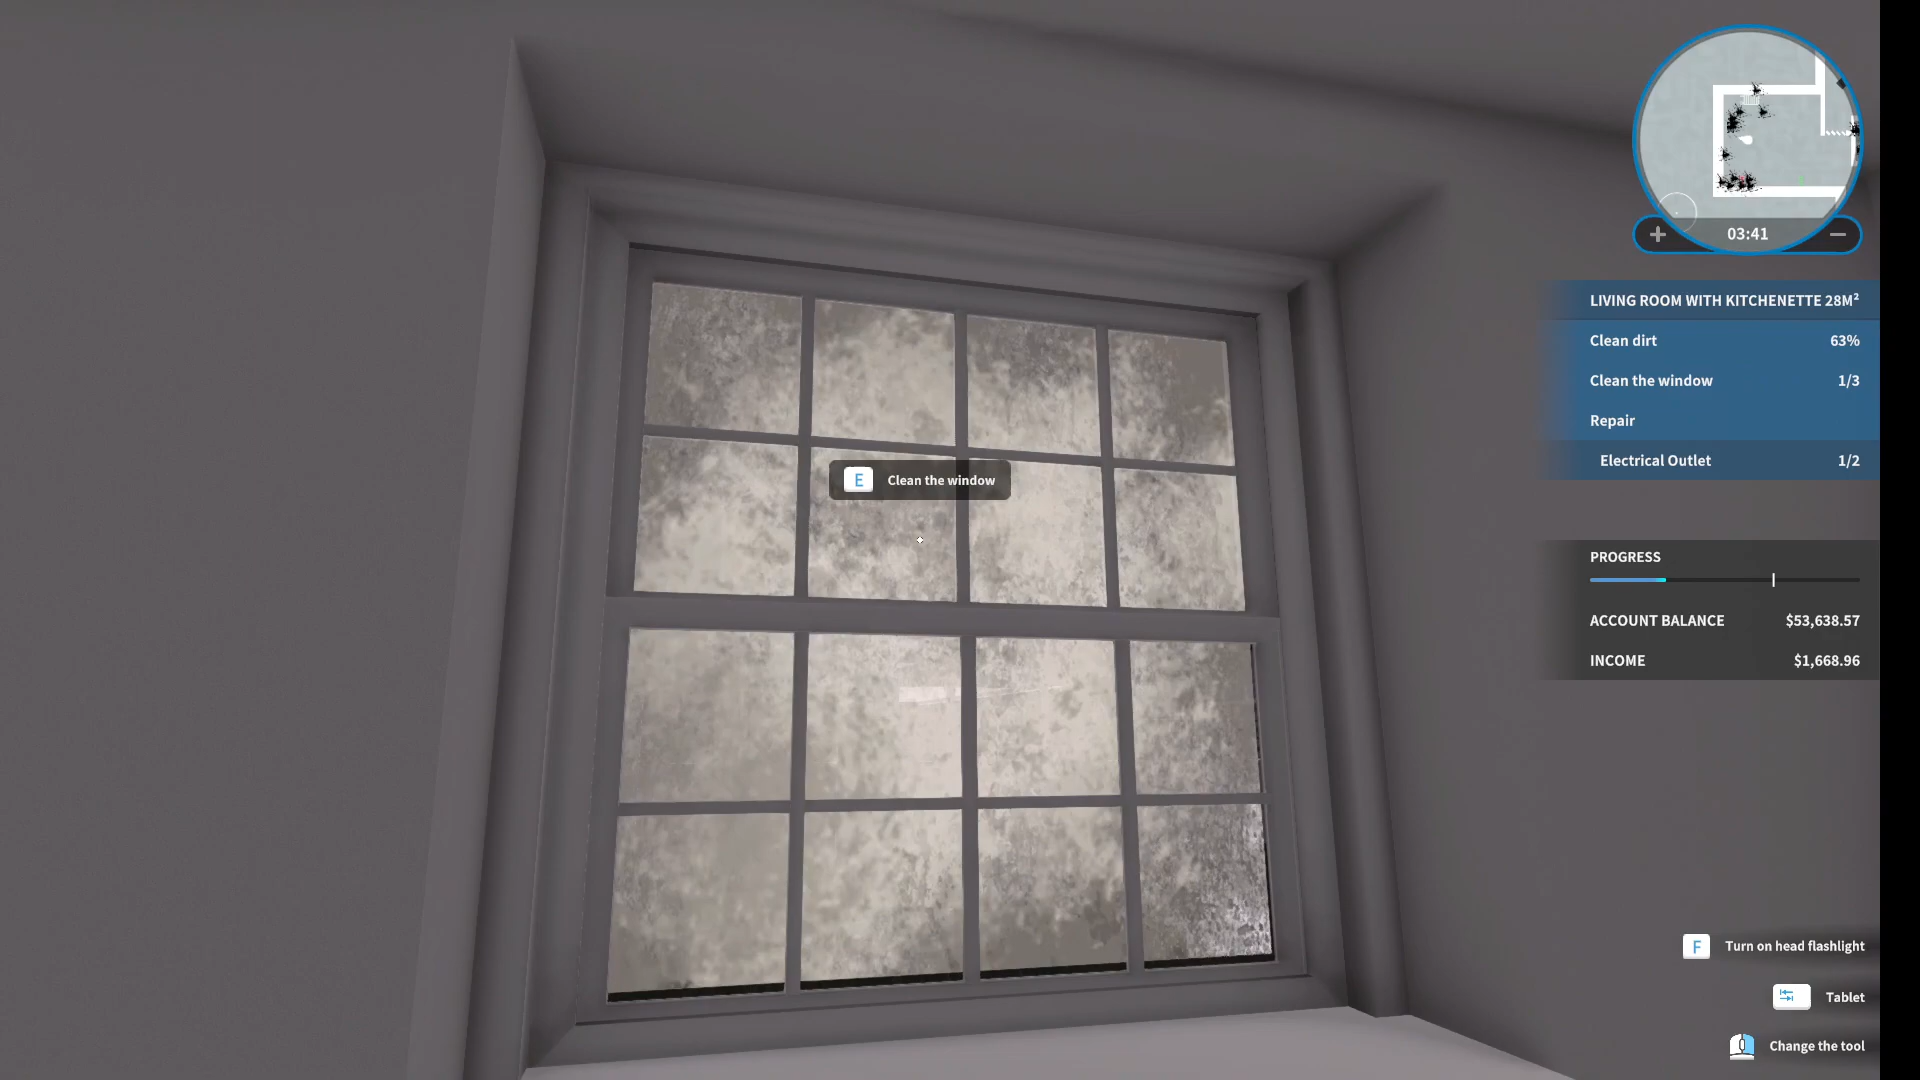 03:41
LIVING ROOM WITH KITCHENETTE 28M²
Clean dirt 63%
Clean the window 1/3
Repair
Electrical Outlet 1/2
E Clean the window
PROGRESS
ACCOUNT BALANCE $53,638.57
INCOME $1,668.96
F Turn on head flashlight
Tablet
Change the tool